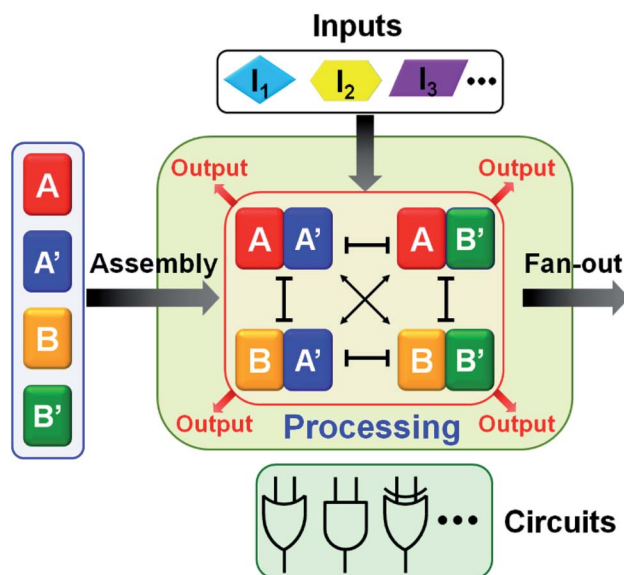 Inputs
I1 I2 I3 •••
A
A'
B
B'
Assembly
Output Output
A A' A B'
B A' B B'
Output Output
Processing
Fan-out
••• Circuits